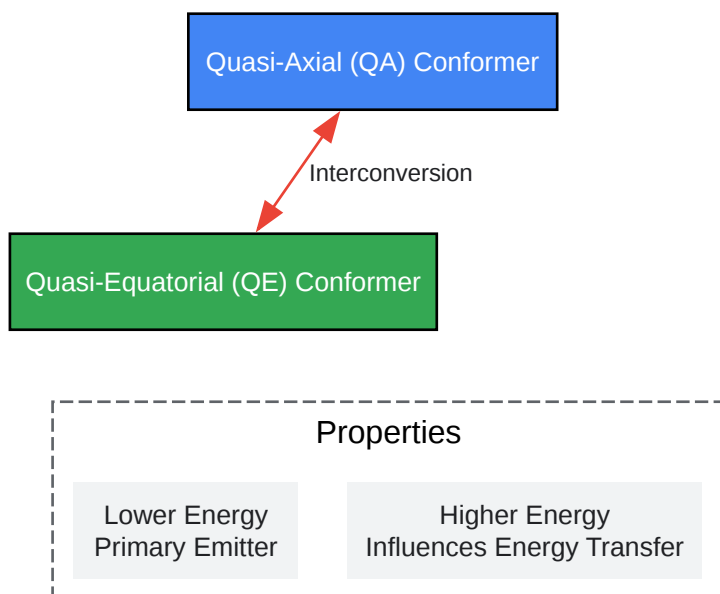 Quasi-Axial (QA) Conformer
Interconversion
Quasi-Equatorial (QE) Conformer
Properties
Lower Energy
Primary Emitter
Higher Energy
Influences Energy Transfer